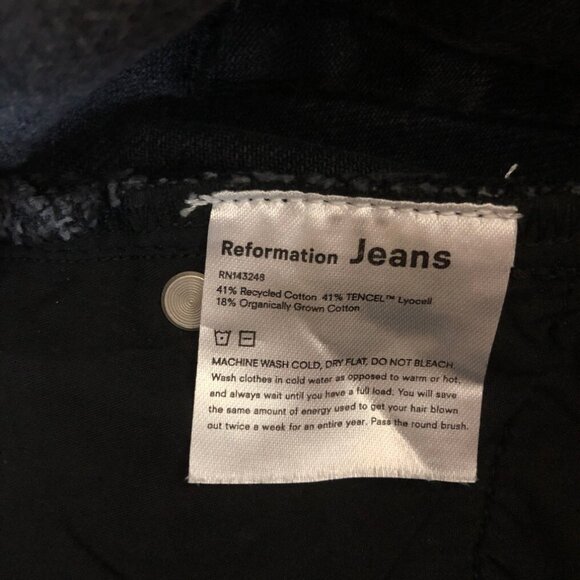 Reformation Jeans
RN143248
41% Recycled Cotton 41% TENCEL™ Lyocell
18% Organically Grown Cotton
MACHINE WASH COLD, DRY FLAT, DO NOT BLEACH.
Wash clothes in cold water as opposed to warm or hot,
and always wait until you have a full load. You will save
the same amount of energy used to get your hair blown
out twice a week for an entire year. Pass the round brush.